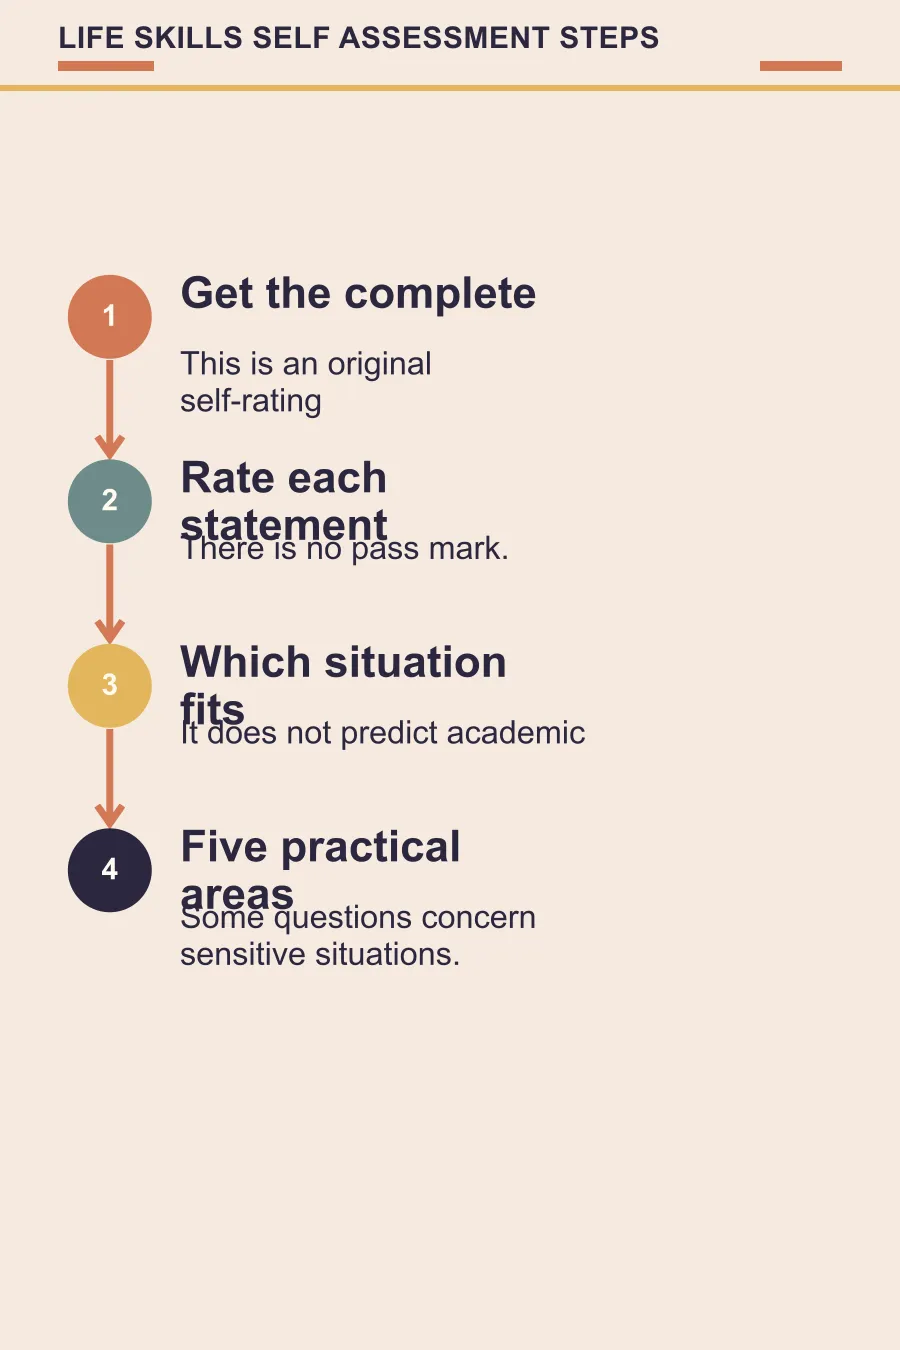 LIFE SKILLS SELF ASSESSMENT STEPS
1
Get the complete
This is an original
self-rating
2
Rate each
statement
There is no pass mark.
3
Which situation
fits
It does not predict academic
4
Five practical
areas
Some questions concern
sensitive situations.